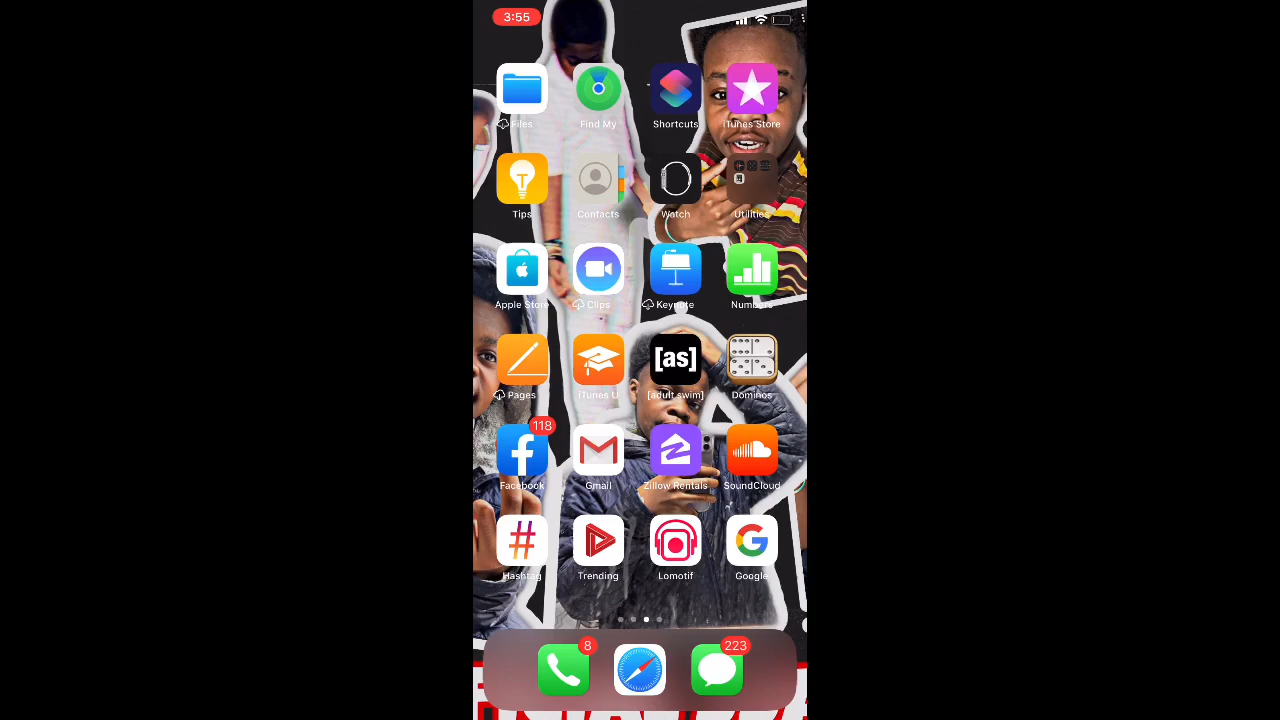 3:55
Files Find My Shortcuts iTunes Store
Tips Contacts Watch Utilities
Apple Store Clips Keynote Numbers
[as]
Pages iTunes U [adult swim] Dominos
118
Facebook Gmail Zillow Rentals SoundCloud
Hashtag Trending Lomotif Google
8 223